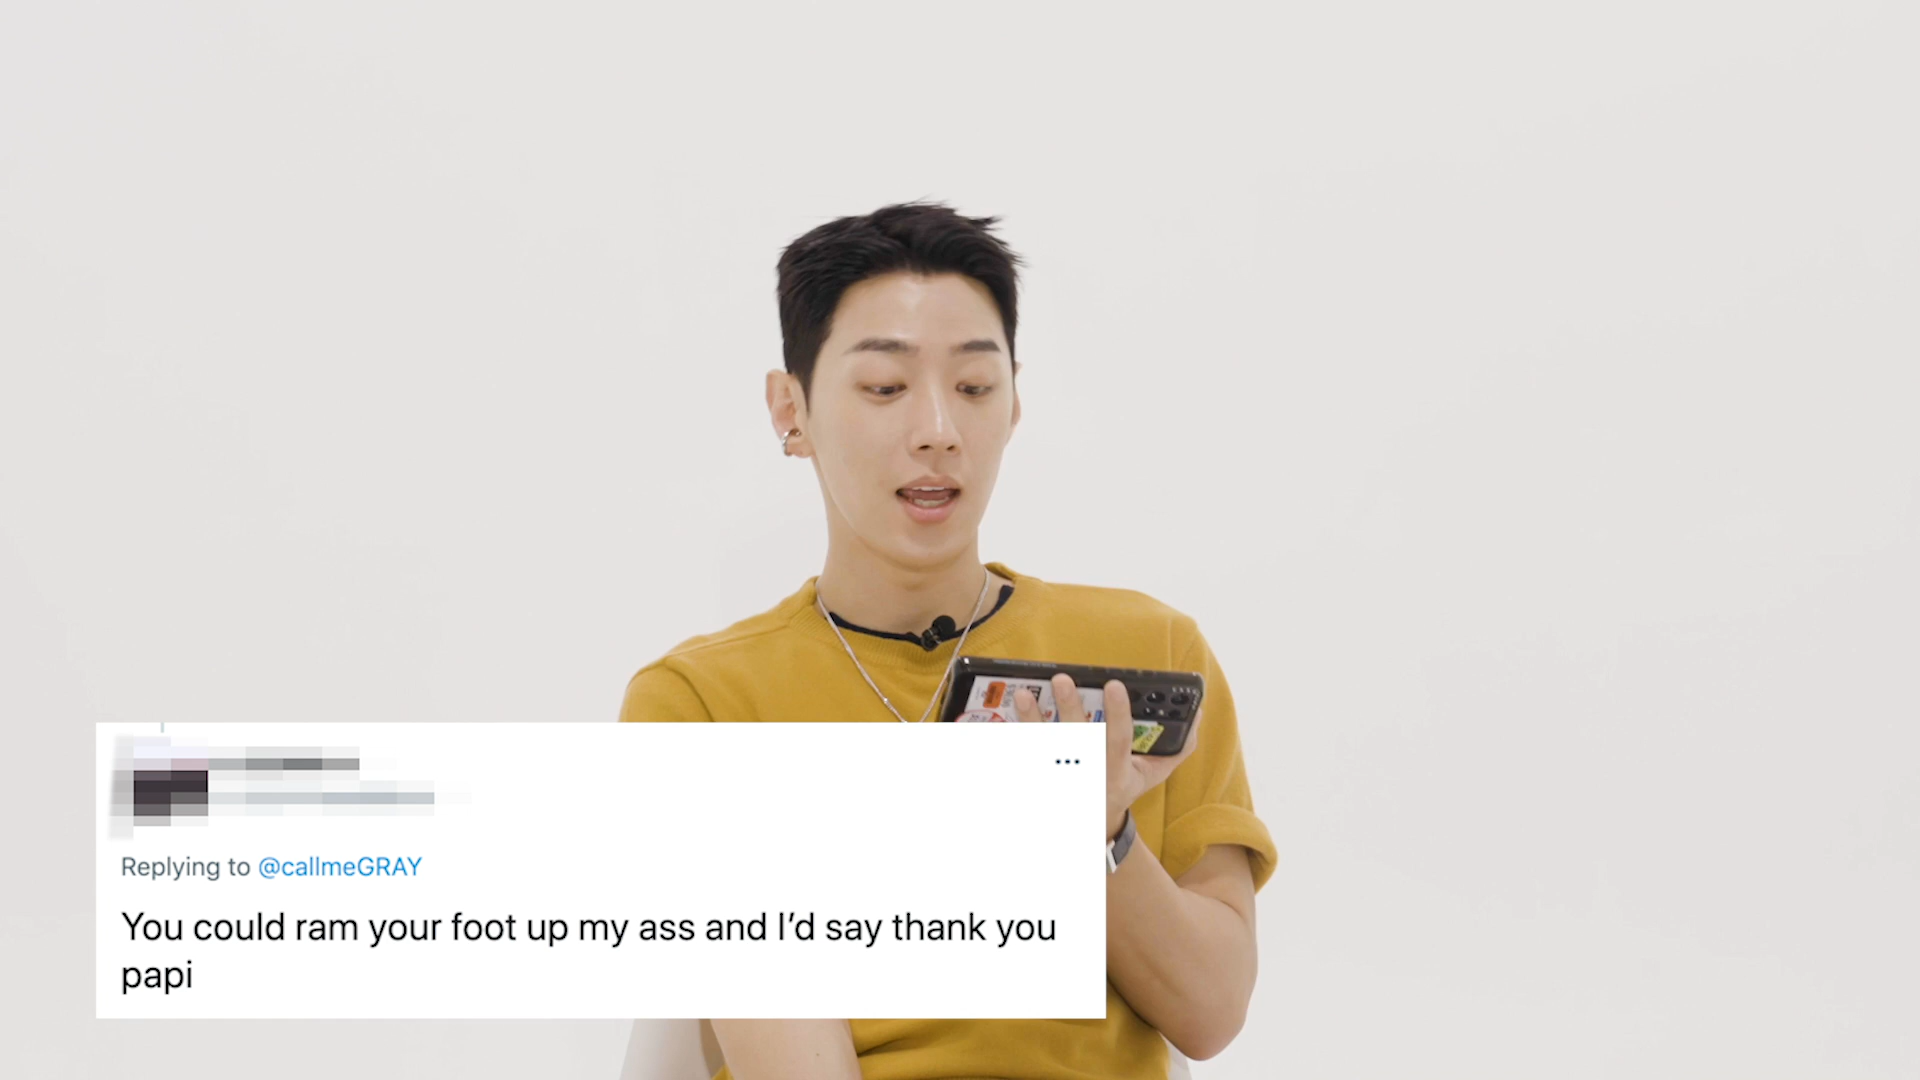 Replying to @callmeGRAY
You could ram your foot up my ass and I’d say thank you
papi